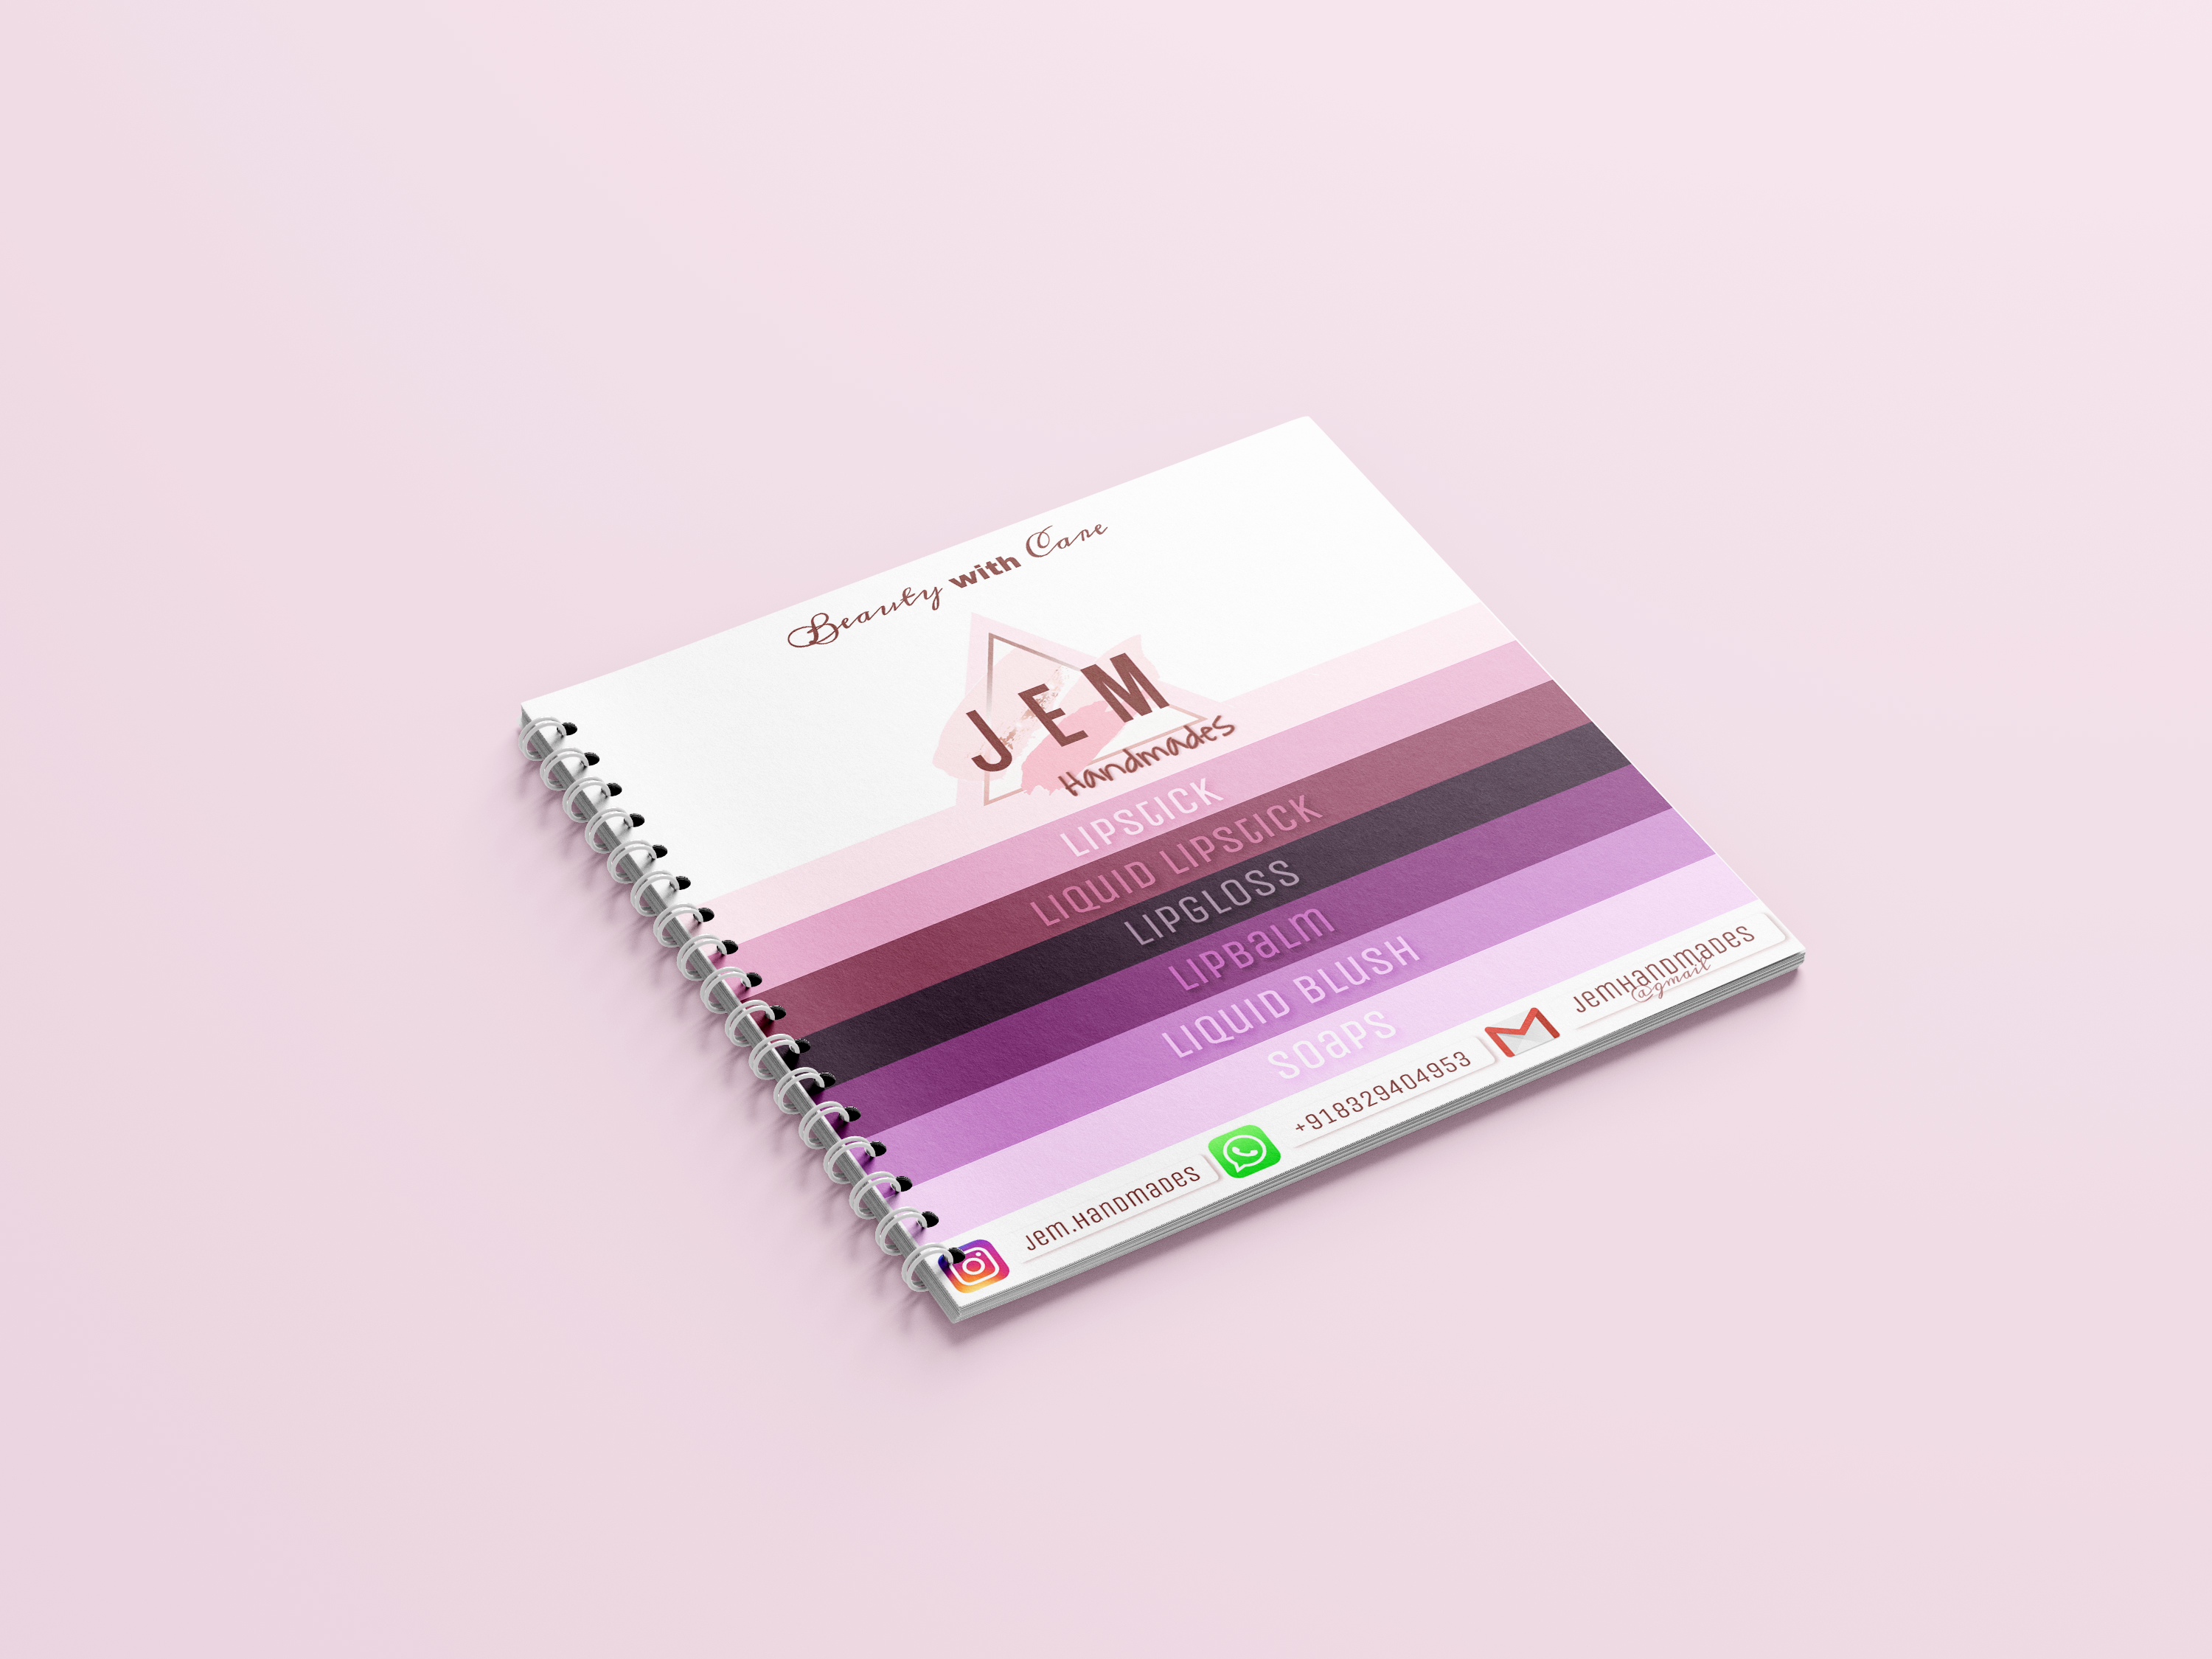 Beauty with Care
JEM
Handmades
LIPSTICK
LIQUID LIPSTICK
LIPGLOSS
LIPBalm
LIQUID BLUSH
SOaPS
Jem.HanDmaDes
+918329404953
JemHanDmaDes
@gmail